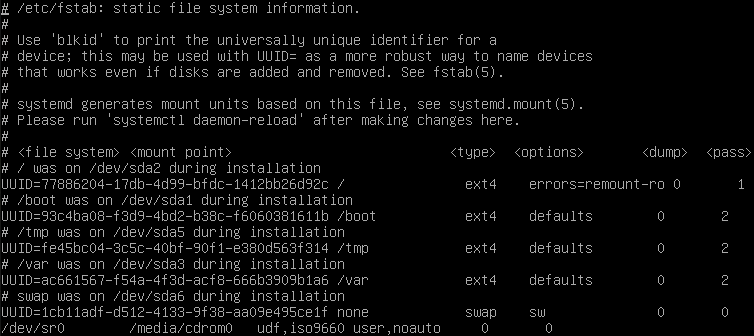 # /etc/fstab: static file system information.
#
# Use 'blkid' to print the universally unique identifier for a
# device; this may be used with UUID= as a more robust way to name devices
# that works even if disks are added and removed. See fstab(5).
#
# systemd generates mount units based on this file, see systemd.mount(5).
# Please run 'systemctl daemon-reload' after making changes here.
#
# <file system> <mount point>                             <type>  <options>       <dump>  <pass>
# / was on /dev/sda2 during installation
UUID=77886204-17db-4d99-bfdc-1412bb26d92c /               ext4    errors=remount-ro 0       1
# /boot was on /dev/sda1 during installation
UUID=93c4ba08-f3d9-4bd2-b38c-f6060381611b /boot           ext4    defaults        0       2
# /tmp was on /dev/sda5 during installation
UUID=fe45bc04-3c5c-40bf-90f1-e380d563f314 /tmp            ext4    defaults        0       2
# /var was on /dev/sda3 during installation
UUID=ac661567-f54a-4f3d-acf8-666b3909b1a6 /var            ext4    defaults        0       2
# swap was on /dev/sda6 during installation
UUID=1cb11adf-d512-4133-9f38-aa09e495ce1f none            swap    sw              0       0
/dev/sr0        /media/cdrom0   udf,iso9660 user,noauto     0       0